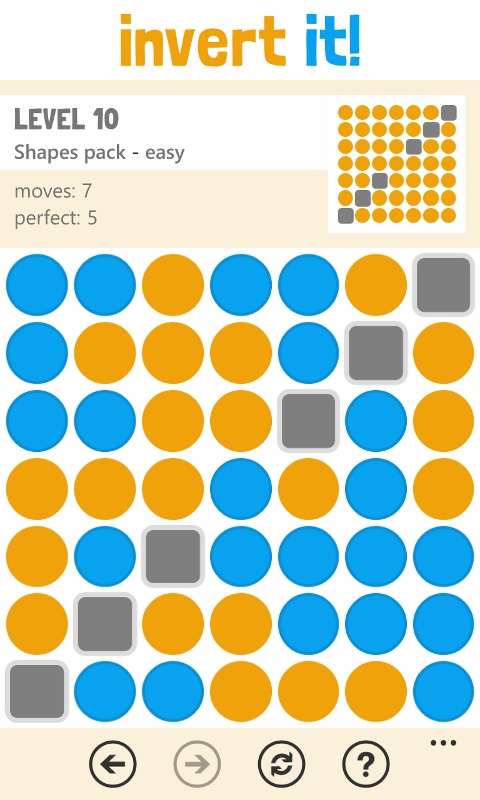 invert it!
LEVEL 10
Shapes pack - easy
moves: 7
perfect: 5
?